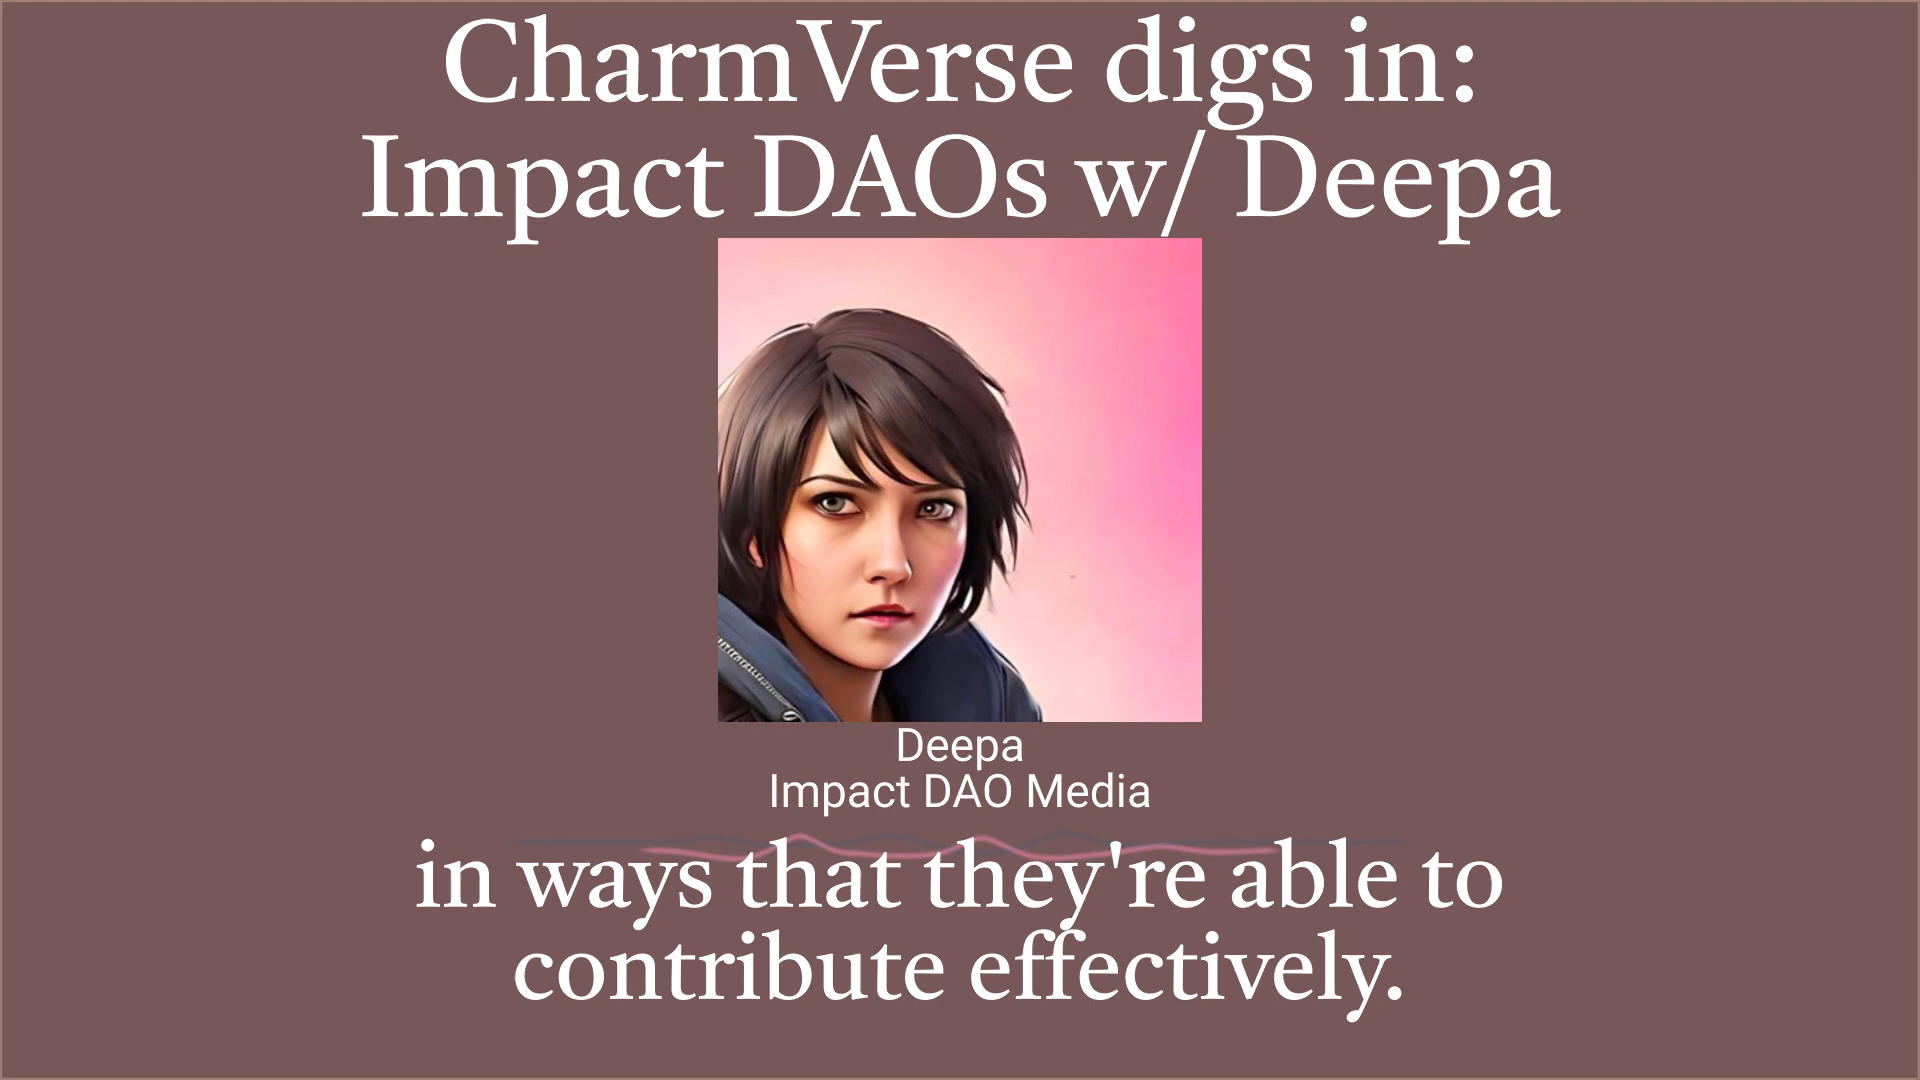 CharmVerse digs in:
Impact DAOs w/ Deepa
Deepa
Impact DAO Media
in ways that they're able to
contribute effectively.